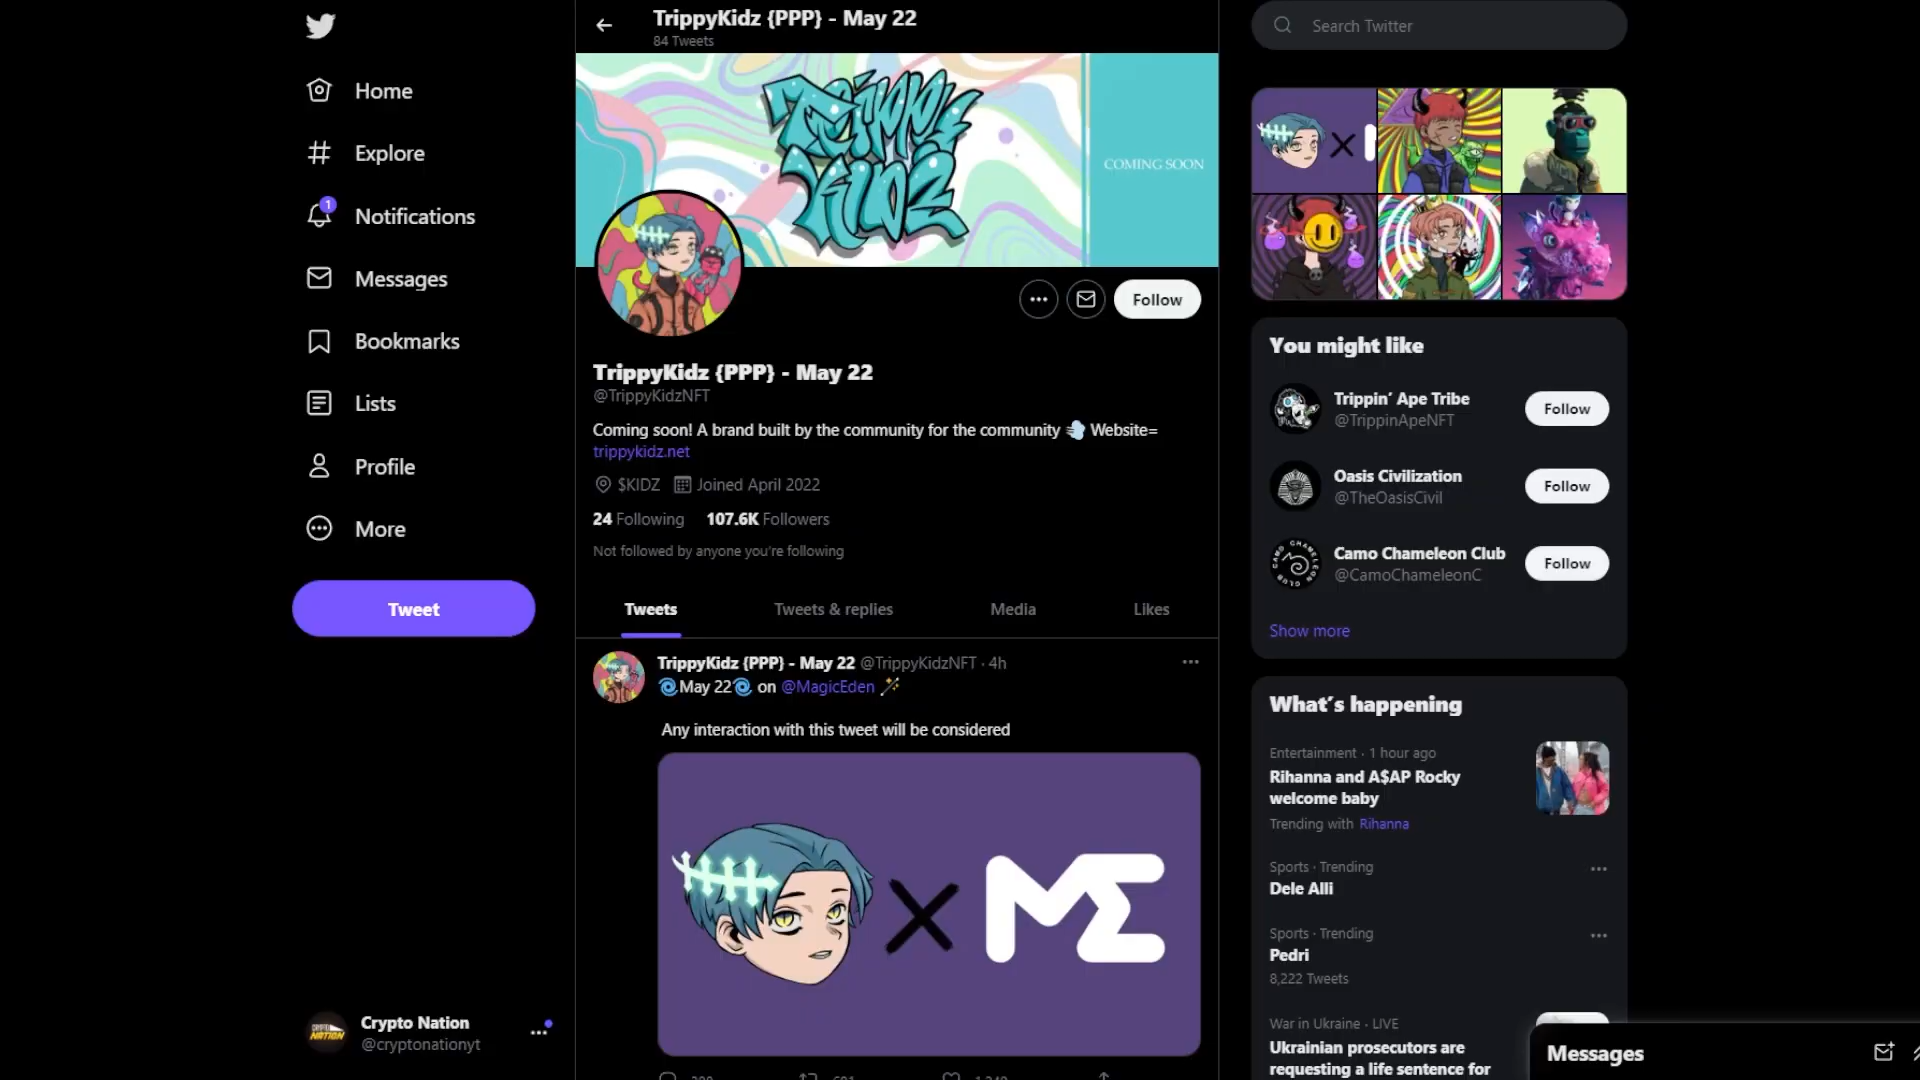 Home
Explore
1
Notifications
Messages
Bookmarks
Lists
Profile
More
Tweet
Crypto Nation
@cryptonationyt
TrippyKidz {PPP} - May 22
84 Tweets
TRIPPY
KIDZ
COMING SOON
Follow
TrippyKidz {PPP} - May 22
@TrippyKidzNFT
Coming soon! A brand built by the community for the community 💨 Website=
trippykidz.net
$KIDZ Joined April 2022
24 Following 107.6K Followers
Not followed by anyone you're following
Tweets Tweets & replies Media Likes
TrippyKidz {PPP} - May 22 @TrippyKidzNFT · 4h
🌀May 22🌀 on @MagicEden 🪄
Any interaction with this tweet will be considered
X ME
Search Twitter
X
You might like
Trippin' Ape Tribe
@TrippinApeNFT
Follow
Oasis Civilization
@TheOasisCivil
Follow
Camo Chameleon Club
@CamoChameleonC
Follow
Show more
What's happening
Entertainment · 1 hour ago
Rihanna and A$AP Rocky
welcome baby
Trending with Rihanna
Sports · Trending
Dele Alli
Sports · Trending
Pedri
8,222 Tweets
War in Ukraine · LIVE
Ukrainian prosecutors are
requesting a life sentence for
Messages